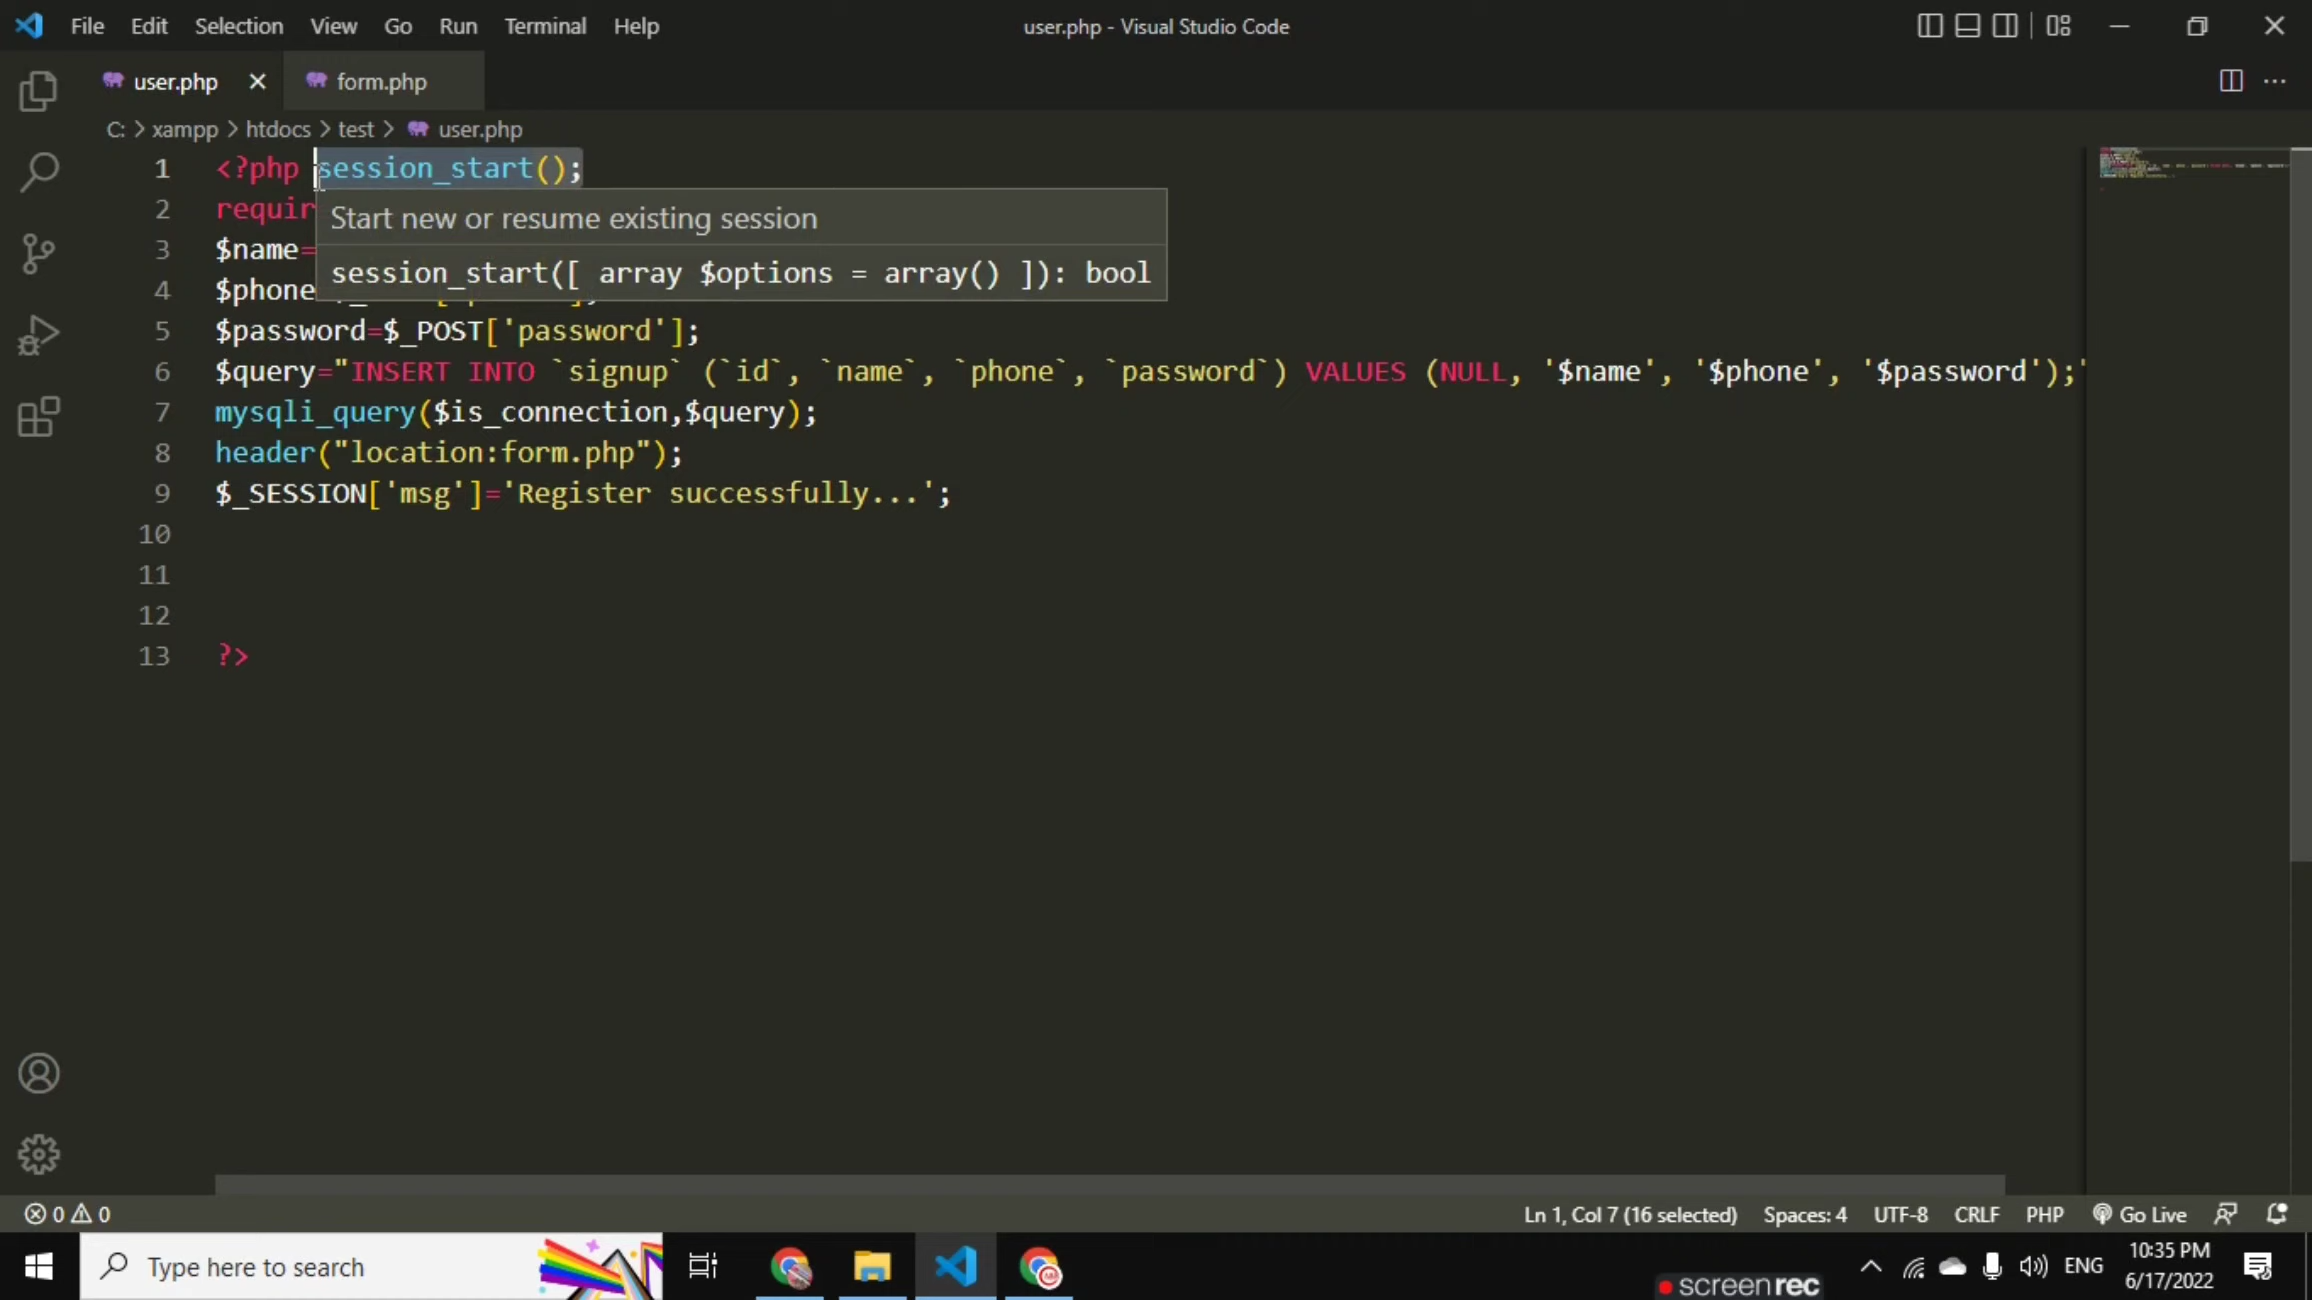 File Edit Selection View Go Run Terminal Help
user.php - Visual Studio Code
user.php
form.php
C: > xampp > htdocs > test > user.php
1 <?php session_start();
2 requir
3 $name=
4 $phone
5 $password=$_POST['password'];
6 $query="INSERT INTO `signup` (`id`, `name`, `phone`, `password`) VALUES (NULL, '$name', '$phone', '$password');"
7 mysqli_query($is_connection,$query);
8 header("location:form.php");
9 $_SESSION['msg']='Register successfully...';
10
11
12
13 ?>
Start new or resume existing session
session_start([ array $options = array() ]): bool
0 0
Ln 1, Col 7 (16 selected) Spaces: 4 UTF-8 CRLF PHP Go Live
Type here to search
screenrec
ENG
10:35 PM
6/17/2022